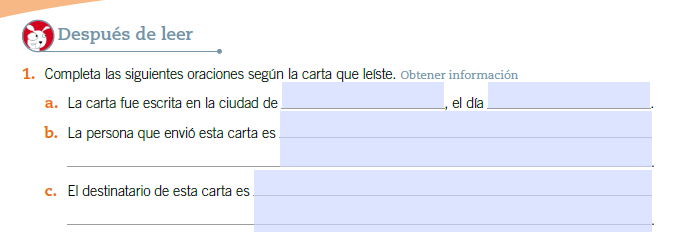 Después de leer
1. Completa las siguientes oraciones según la carta que leíste. Obtener información
a. La carta fue escrita en la ciudad de , el día .
b. La persona que envió esta carta es
.
c. El destinatario de esta carta es
.